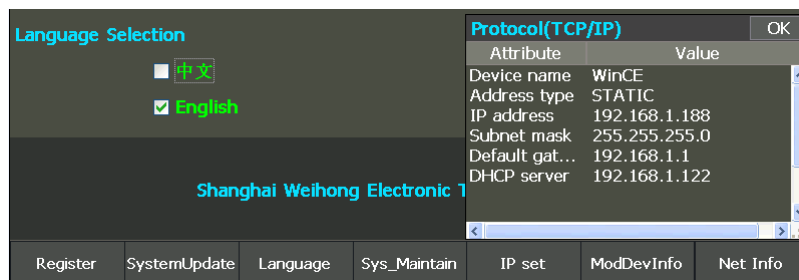 Language Selection
中文
English
Shanghai Weihong Electronic
Protocol(TCP/IP) OK
Attribute Value
Device name WinCE
Address type STATIC
IP address 192.168.1.188
Subnet mask 255.255.255.0
Default gat... 192.168.1.1
DHCP server 192.168.1.122
Register SystemUpdate Language Sys_Maintain IP set ModDevInfo Net Info